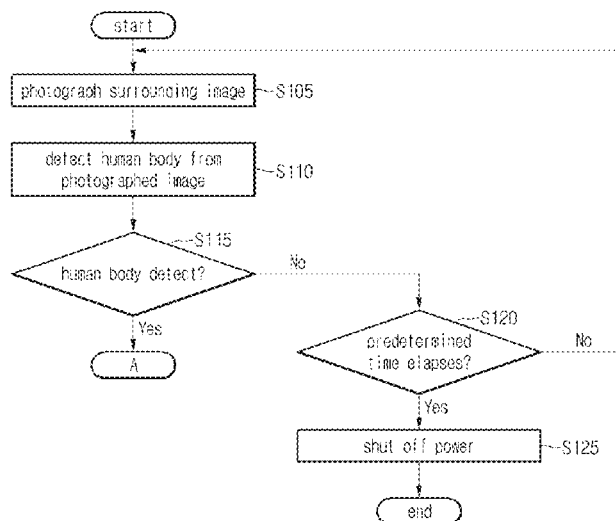 start
photograph surrounding image
S105
detect human body from
photographed image
S110
S115
human body detect?
No
Yes
A
S120
predetermined
time elapses?
No
Yes
shut off power
S125
end